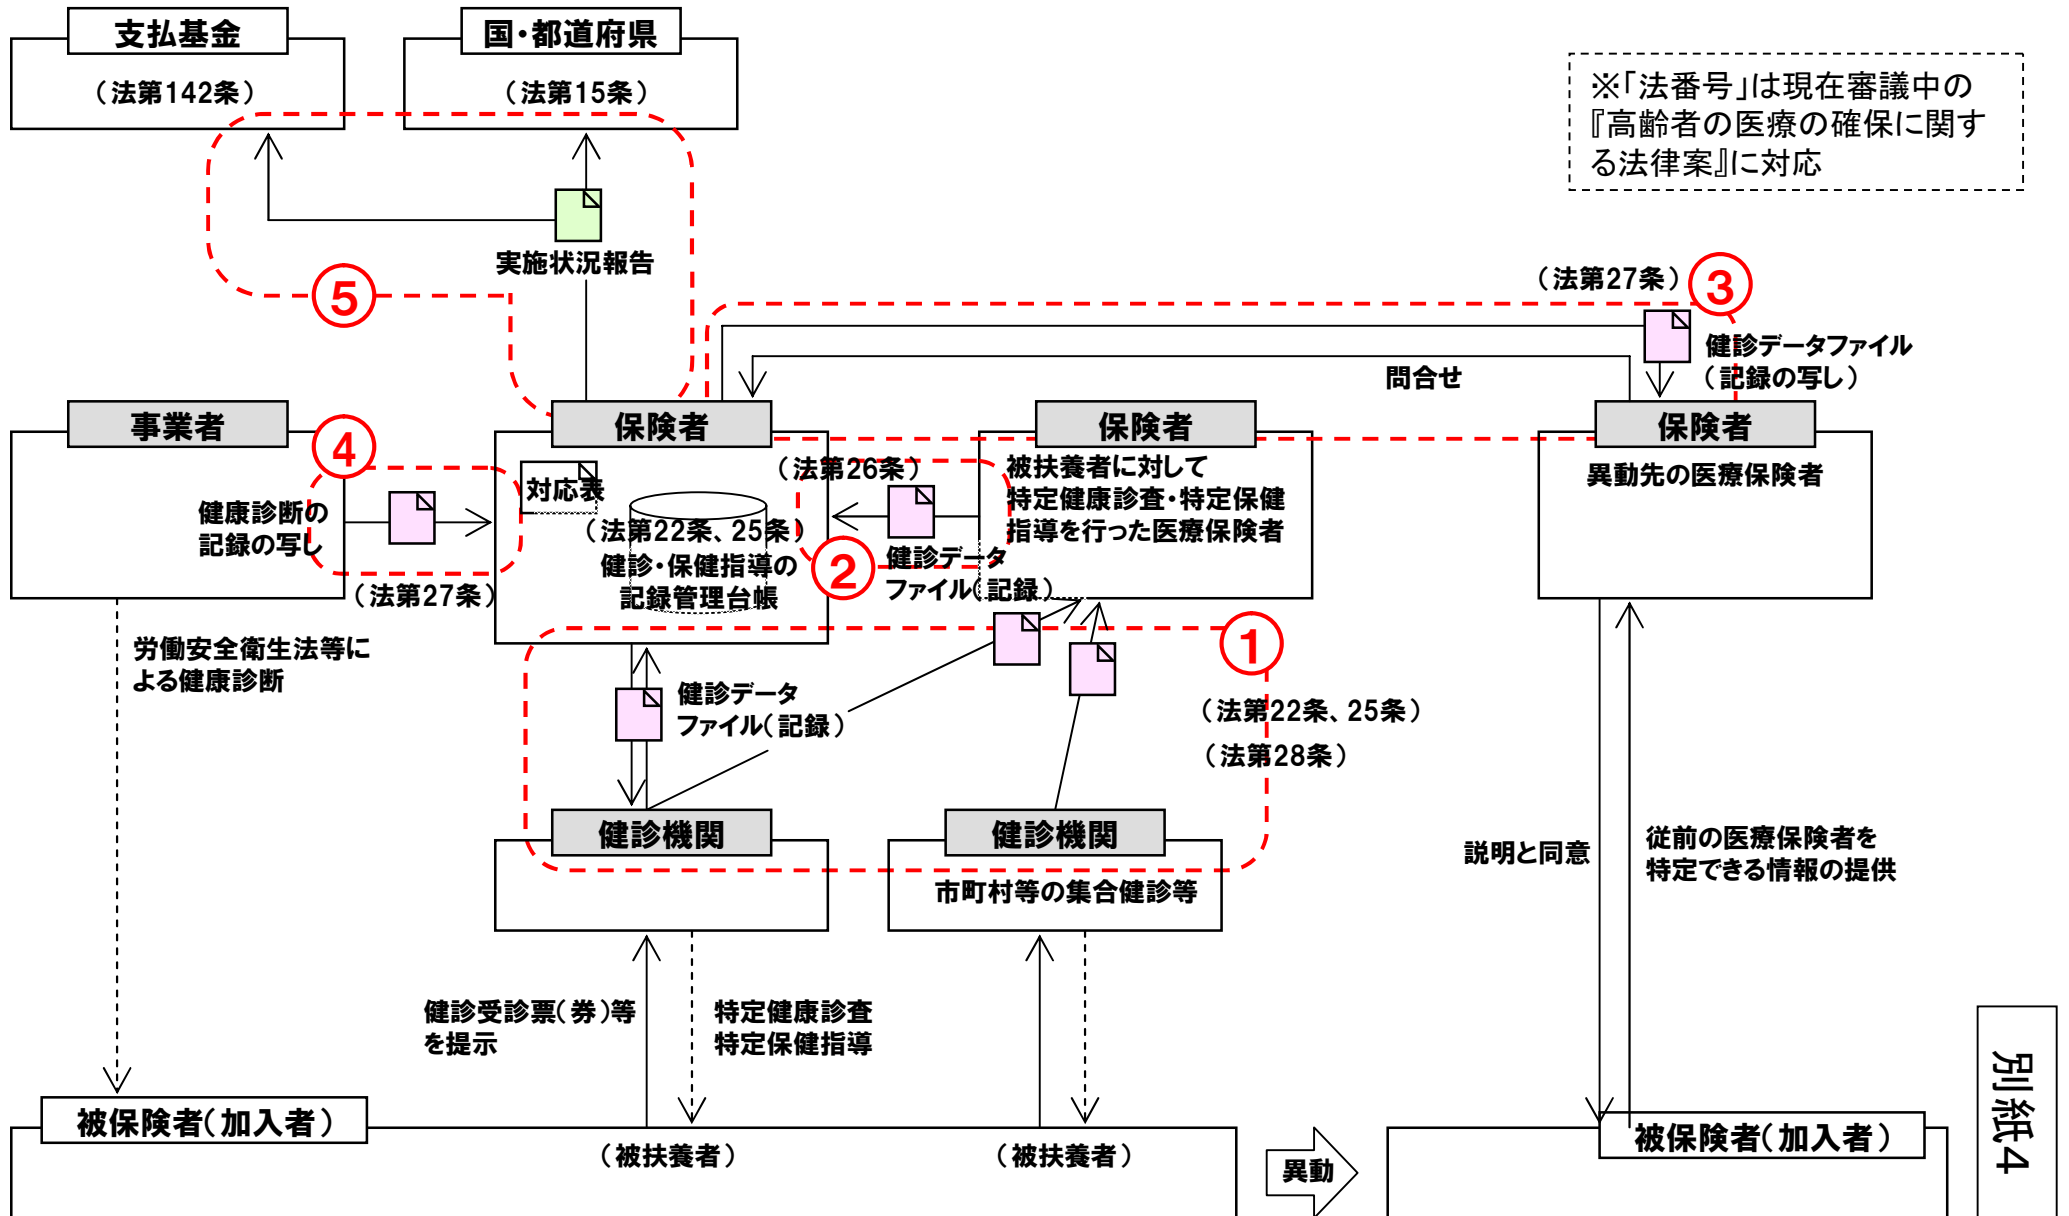 支払基金
（法第142条）
国・都道府県
（法第15条）
※「法番号」は現在審議中の
『高齢者の医療の確保に関す
る法律案』に対応
実施状況報告
⑤
（法第27条）
③
健診データファイル
（記録の写し）
問合せ
事業者
④
健康診断の
記録の写し
（法第27条）
保険者
対応表
（法第22条、25条）
健診・保健指導の
記録管理台帳
（法第26条）
②
健診データ
ファイル（記録）
保険者
被扶養者に対して
特定健康診査・特定保健
指導を行った医療保険者
保険者
異動先の医療保険者
労働安全衛生法等に
よる健康診断
健診データ
ファイル（記録）
①
（法第22条、25条）
（法第28条）
健診機関
健診機関
市町村等の集合健診等
説明と同意
従前の医療保険者を
特定できる情報の提供
健診受診票（券）等
を提示
特定健康診査
特定保健指導
被保険者（加入者）
（被扶養者）
（被扶養者）
異動
被保険者（加入者）
別紙4